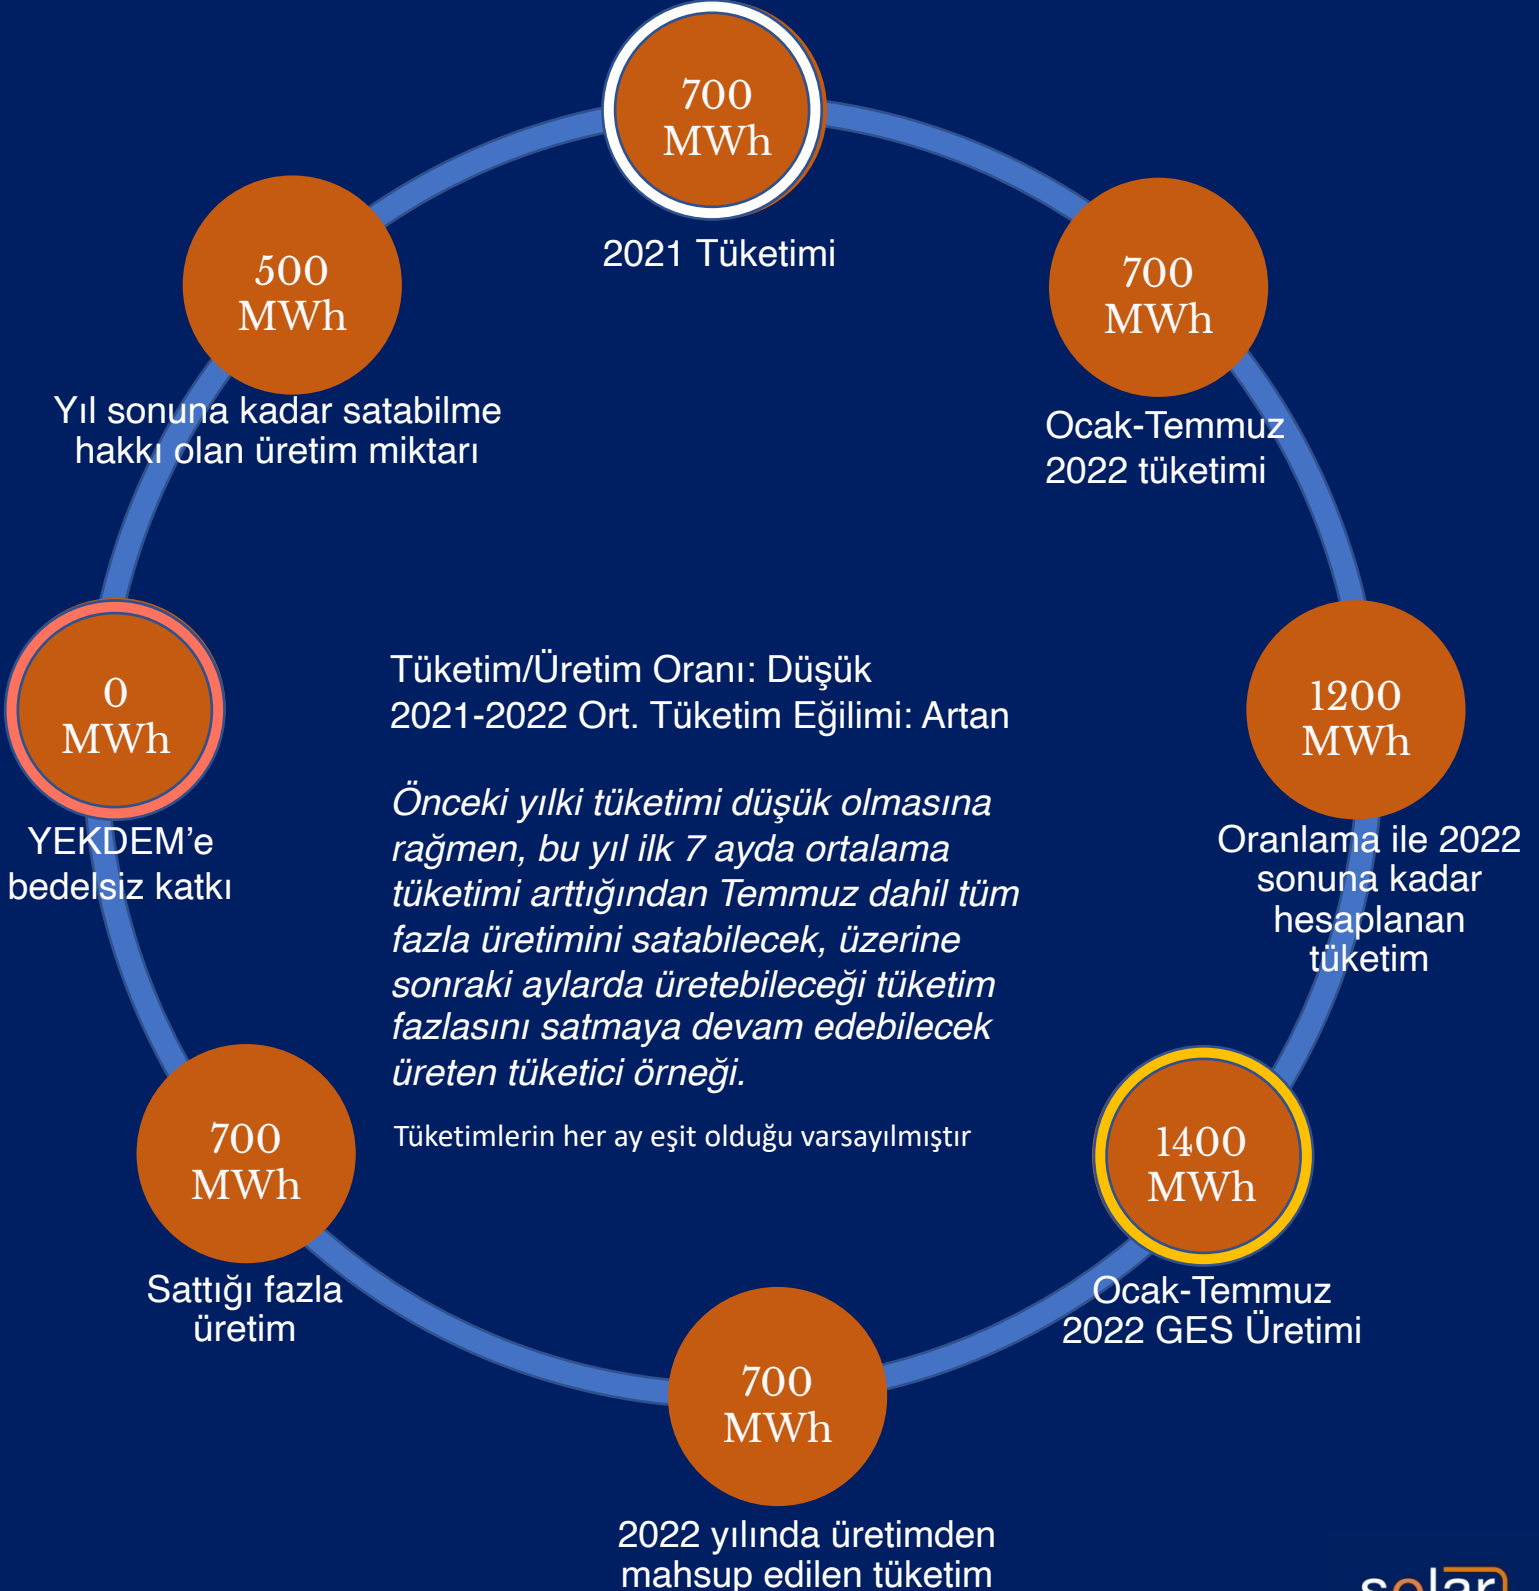 700
MWh
2021 Tüketimi
700
MWh
Ocak-Temmuz
2022 tüketimi
1200
MWh
Oranlama ile 2022
sonuna kadar
hesaplanan
tüketim
1400
MWh
Ocak-Temmuz
2022 GES Üretimi
700
MWh
2022 yılında üretimden
mahsup edilen tüketim
700
MWh
Sattığı fazla
üretim
0
MWh
YEKDEM’e
bedelsiz katkı
500
MWh
Yıl sonuna kadar satabilme
hakkı olan üretim miktarı
Tüketim/Üretim Oranı: Düşük
2021-2022 Ort. Tüketim Eğilimi: Artan
Önceki yılki tüketimi düşük olmasına
rağmen, bu yıl ilk 7 ayda ortalama
tüketimi arttığından Temmuz dahil tüm
fazla üretimini satabilecek, üzerine
sonraki aylarda üretebileceği tüketim
fazlasını satmaya devam edebilecek
üreten tüketici örneği.
Tüketimlerin her ay eşit olduğu varsayılmıştır
solar